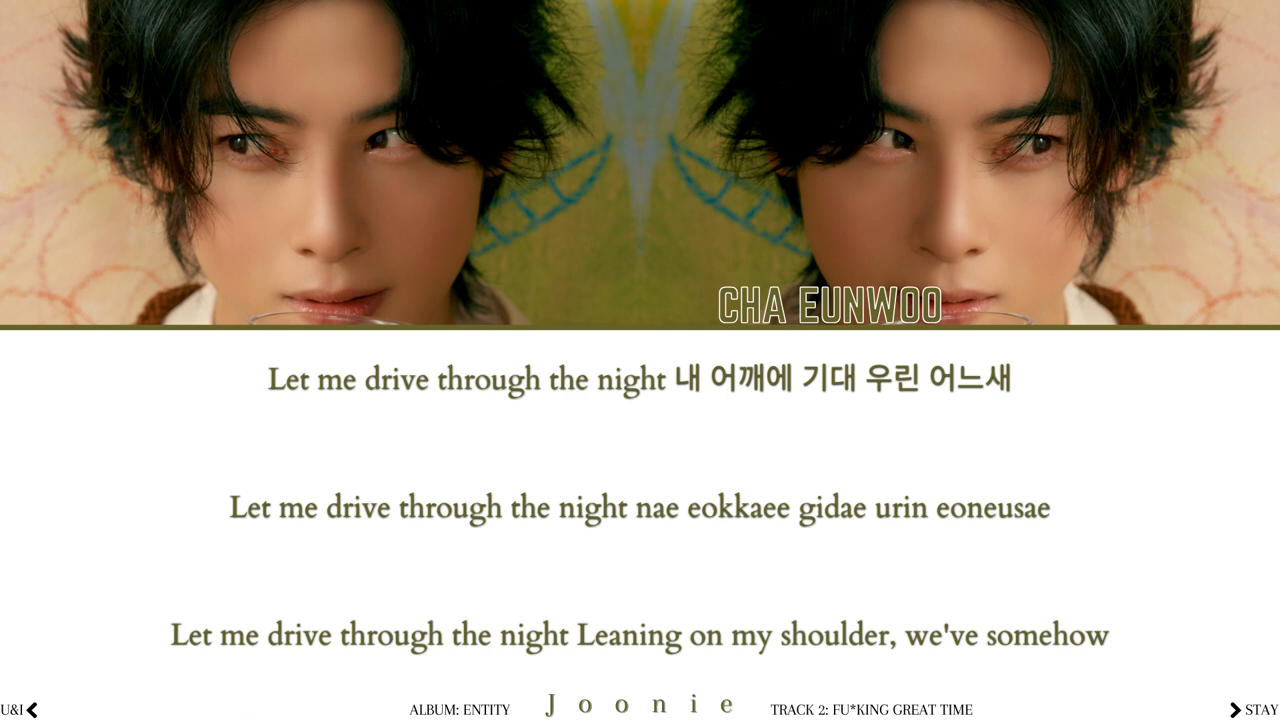 CHA EUNWOO
Let me drive through the night 내 어깨에 기대 우린 어느새
Let me drive through the night nae eokkaee gidae urin eoneusae
Let me drive through the night Leaning on my shoulder, we've somehow
U&I
ALBUM: ENTITY
Joonie
TRACK 2: FU*KING GREAT TIME
STAY